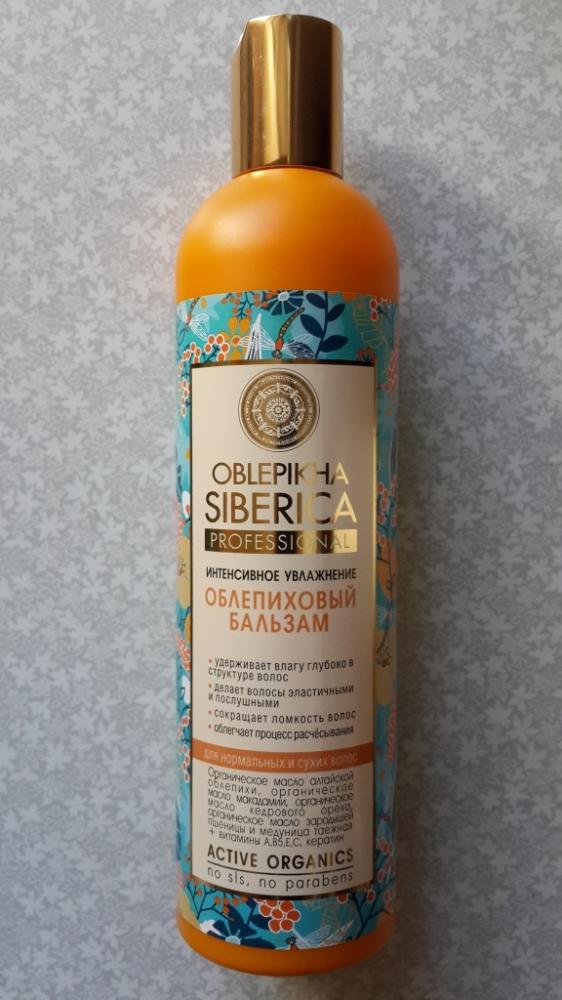 OBLEPIKHA
SIBERICA
PROFESSIONAL
ИНТЕНСИВНОЕ УВЛАЖНЕНИЕ
ОБЛЕПИХОВЫЙ
БАЛЬЗАМ
• удерживает влагу глубоко в
структуре волос
• делает волосы эластичными
и послушными
• сокращает ломкость волос
• облегчает процесс расчёсывания
для нормальных и сухих волос
Органическое масло алтайской
облепихи, органическое
масло макадамии, органическое
масло кедрового ореха,
органическое масло зародышей
пшеницы и медуница таежная
+ витамины A,B5,E,C, кератин
ACTIVE ORGANICS
no sls, no parabens